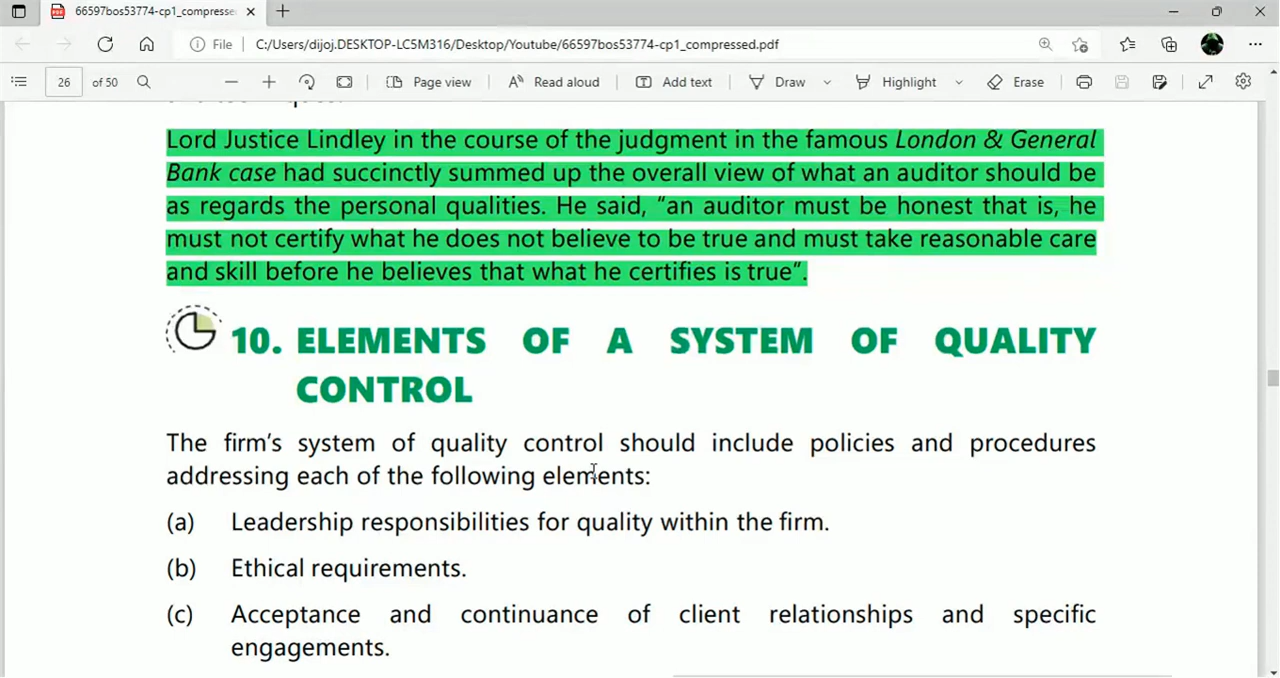 66597bos53774-cp1_compresse
File C:/Users/dijoj.DESKTOP-LC5M316/Desktop/Youtube/66597bos53774-cp1_compressed.pdf
26 of 50 Page view Read aloud Add text Draw Highlight Erase
Lord Justice Lindley in the course of the judgment in the famous London & General
Bank case had succinctly summed up the overall view of what an auditor should be
as regards the personal qualities. He said, "an auditor must be honest that is, he
must not certify what he does not believe to be true and must take reasonable care
and skill before he believes that what he certifies is true".
10. ELEMENTS OF A SYSTEM OF QUALITY
CONTROL
The firm's system of quality control should include policies and procedures
addressing each of the following elements:
(a) Leadership responsibilities for quality within the firm.
(b) Ethical requirements.
(c) Acceptance and continuance of client relationships and specific
engagements.